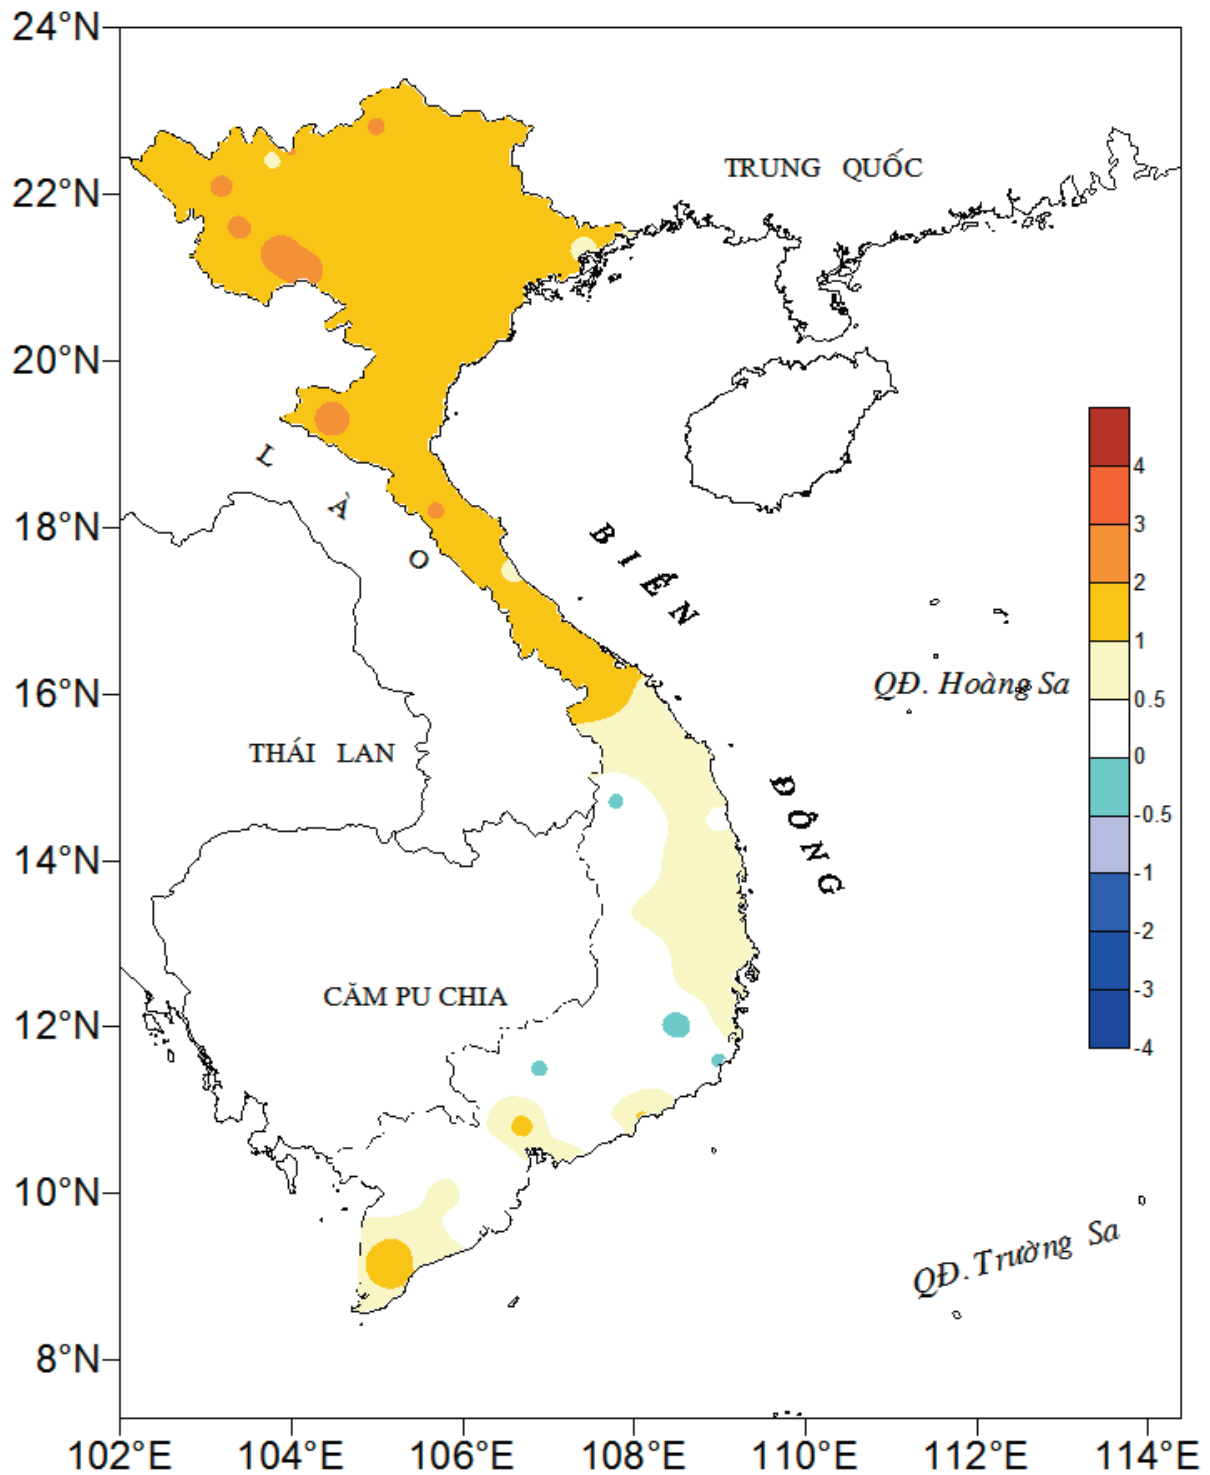 24°N
TRUNG QUỐC
22°N
20°N
L
À
O
18°N
BIỂN
16°N
QĐ. Hoàng Sa
THÁI LAN
ĐÔNG
14°N
CĂM PU CHIA
12°N
10°N
QĐ. Trường Sa
8°N
4
3
2
1
0.5
0
-0.5
-1
-2
-3
-4
102°E 104°E 106°E 108°E 110°E 112°E 114°E